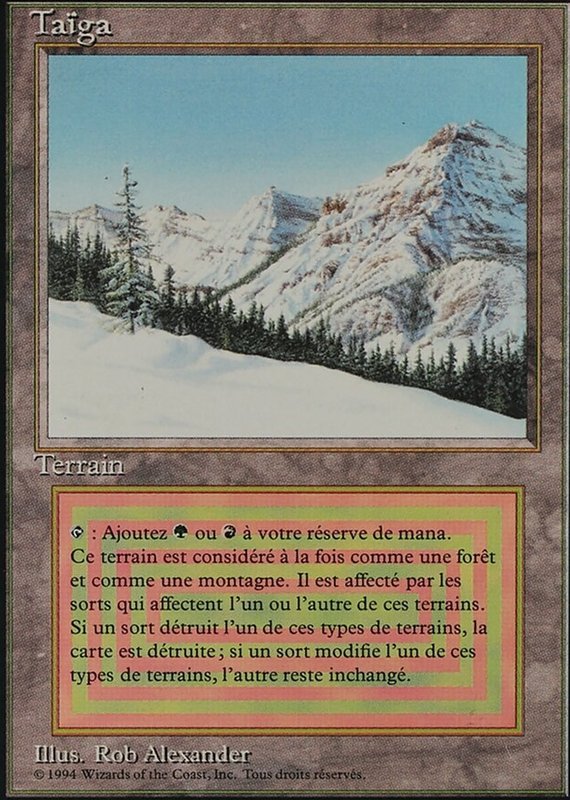 Taïga
Terrain
: Ajoutez ou à votre réserve de mana.
Ce terrain est considéré à la fois comme une forêt
et comme une montagne. Il est affecté par les
sorts qui affectent l'un ou l'autre de ces terrains.
Si un sort détruit l'un de ces types de terrains, la
carte est détruite ; si un sort modifie l'un de ces
types de terrains, l'autre reste inchangé.
Illus. Rob Alexander
© 1994 Wizards of the Coast, Inc. Tous droits réservés.